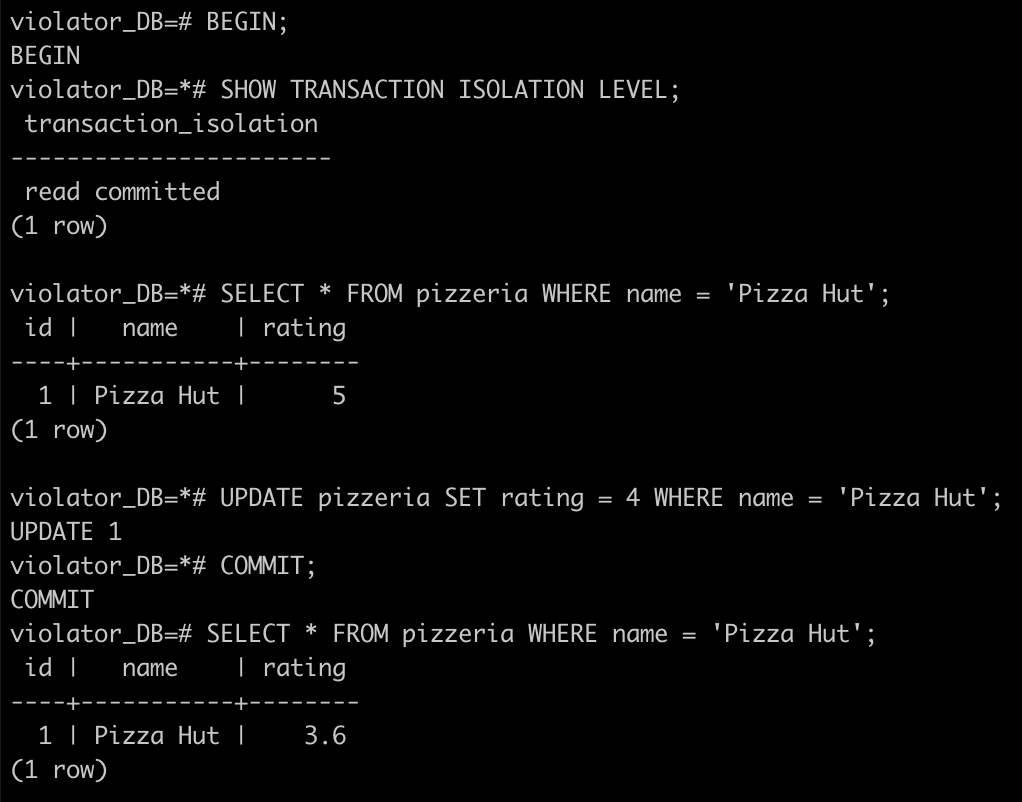 violator_DB=# BEGIN;
BEGIN
violator_DB=*# SHOW TRANSACTION ISOLATION LEVEL;
 transaction_isolation
-----------------------
 read committed
(1 row)

violator_DB=*# SELECT * FROM pizzeria WHERE name = 'Pizza Hut';
 id |   name    | rating
----+-----------+--------
  1 | Pizza Hut |      5
(1 row)

violator_DB=*# UPDATE pizzeria SET rating = 4 WHERE name = 'Pizza Hut';
UPDATE 1
violator_DB=*# COMMIT;
COMMIT
violator_DB=# SELECT * FROM pizzeria WHERE name = 'Pizza Hut';
 id |   name    | rating
----+-----------+--------
  1 | Pizza Hut |    3.6
(1 row)